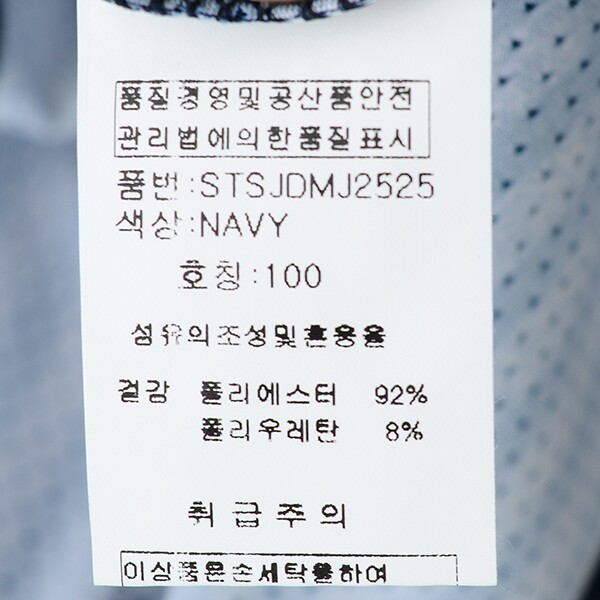 품질경영및공산품안전
관리법에의한품질표시
품번:STSJDMJ2525
색상:NAVY
호칭:100
섬유의조성및혼용율
겉감 폴리에스터 92%
폴리우레탄 8%
취급주의
이상품은손세탁을하여